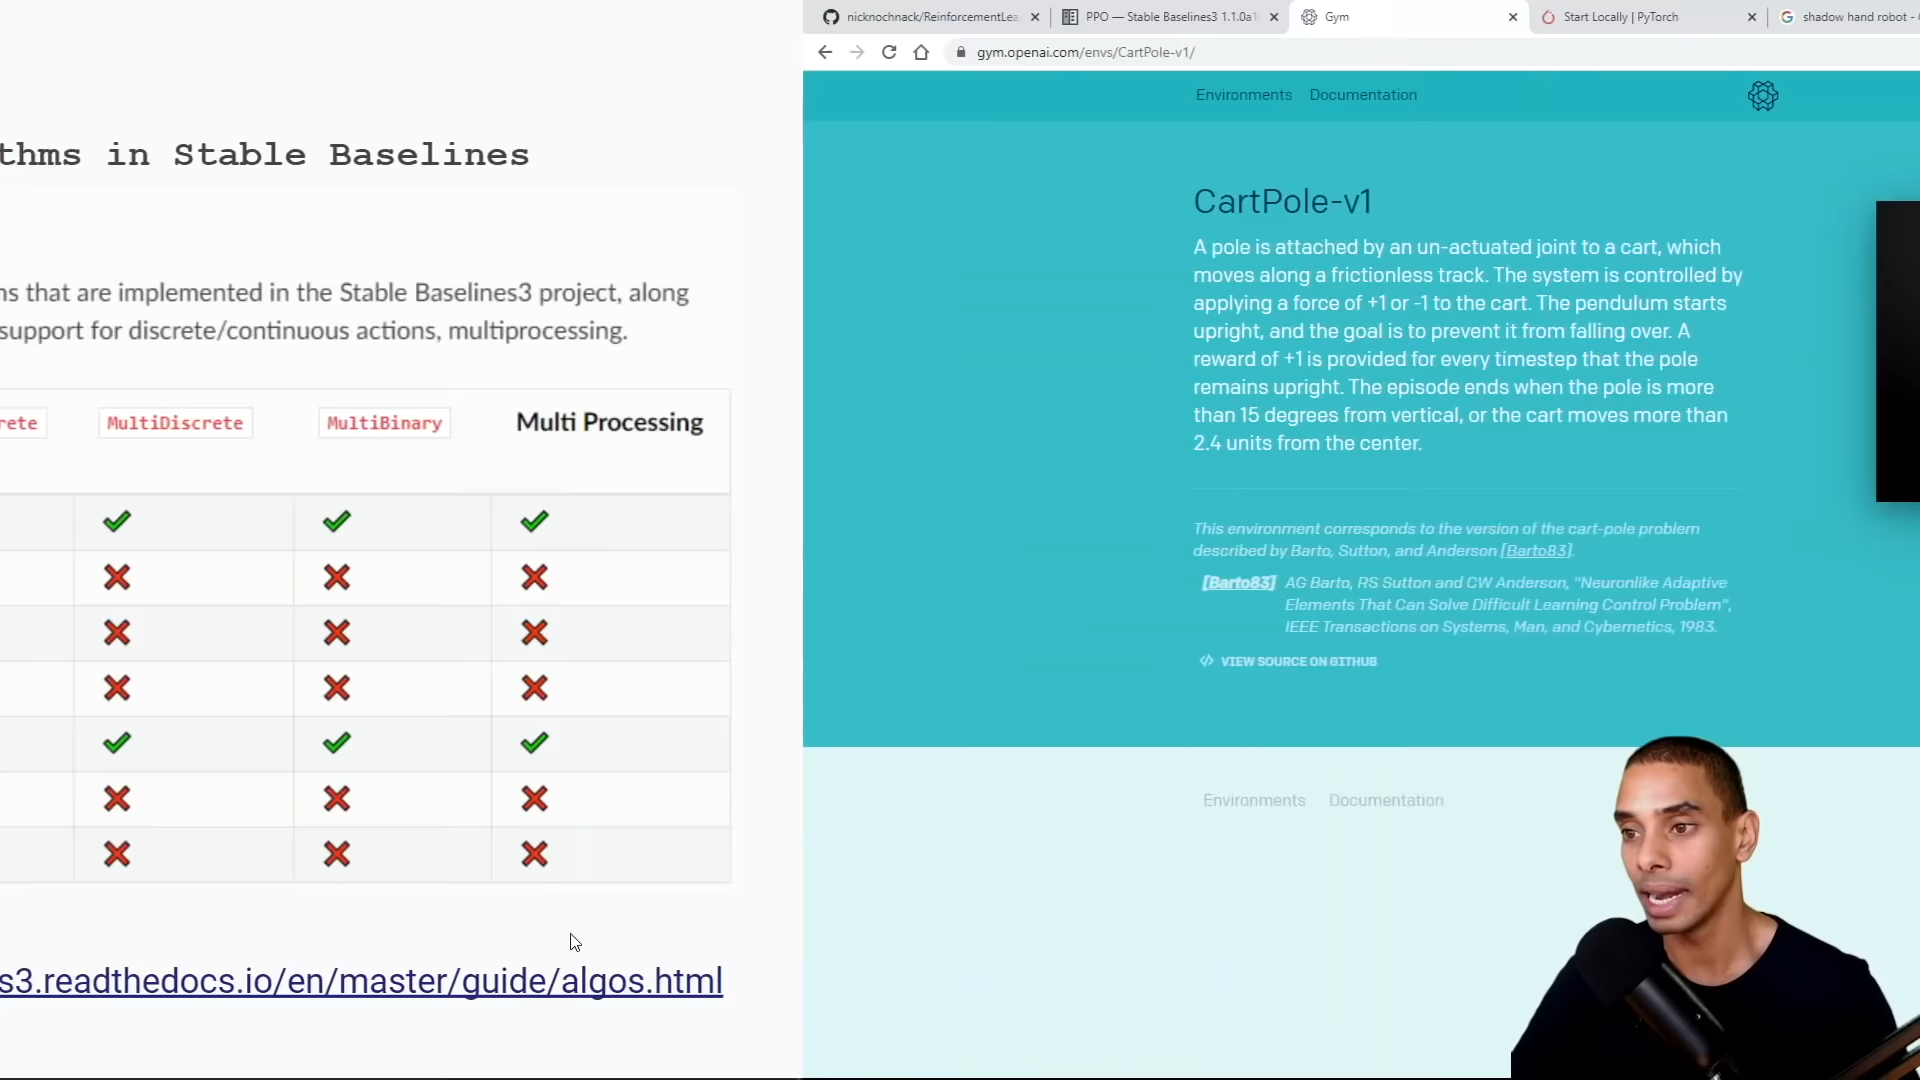 thms in Stable Baselines
ns that are implemented in the Stable Baselines3 project, along
support for discrete/continuous actions, multiprocessing.
rete MultiDiscrete MultiBinary Multi Processing
s3.readthedocs.io/en/master/guide/algos.html
nicknochnack/ReinforcementLea
PPO — Stable Baselines3 1.1.0a1
Gym
Start Locally | PyTorch
shadow hand robot -
gym.openai.com/envs/CartPole-v1/
Environments Documentation
CartPole-v1
A pole is attached by an un-actuated joint to a cart, which
moves along a frictionless track. The system is controlled by
applying a force of +1 or -1 to the cart. The pendulum starts
upright, and the goal is to prevent it from falling over. A
reward of +1 is provided for every timestep that the pole
remains upright. The episode ends when the pole is more
than 15 degrees from vertical, or the cart moves more than
2.4 units from the center.
This environment corresponds to the version of the cart-pole problem
described by Barto, Sutton, and Anderson [Barto83].
[Barto83] AG Barto, RS Sutton and CW Anderson, "Neuronlike Adaptive
Elements That Can Solve Difficult Learning Control Problem",
IEEE Transactions on Systems, Man, and Cybernetics, 1983.
VIEW SOURCE ON GITHUB
Environments Documentation